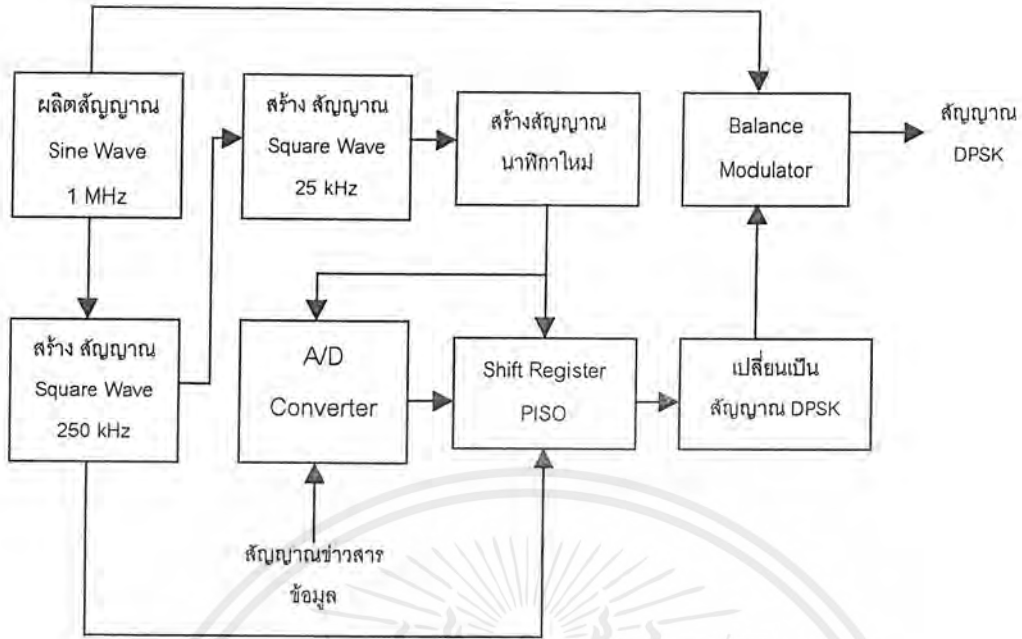 ผลิตสัญญาณ
Sine Wave
1 MHz
สร้าง สัญญาณ
Square Wave
25 kHz
สร้างสัญญาณ
นาฬิกาใหม่
Balance
Modulator
สัญญาณ
DPSK
สร้าง สัญญาณ
Square Wave
250 kHz
A/D
Converter
Shift Register
PISO
เปลี่ยนเป็น
สัญญาณ DPSK
สัญญาณข่าวสาร
ข้อมูล